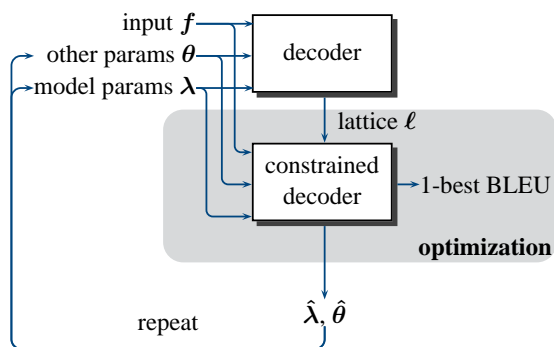 input f
other params θ
model params λ
decoder
lattice ℓ
constrained
decoder
1-best BLEU
optimization
λ̂, θ̂
repeat